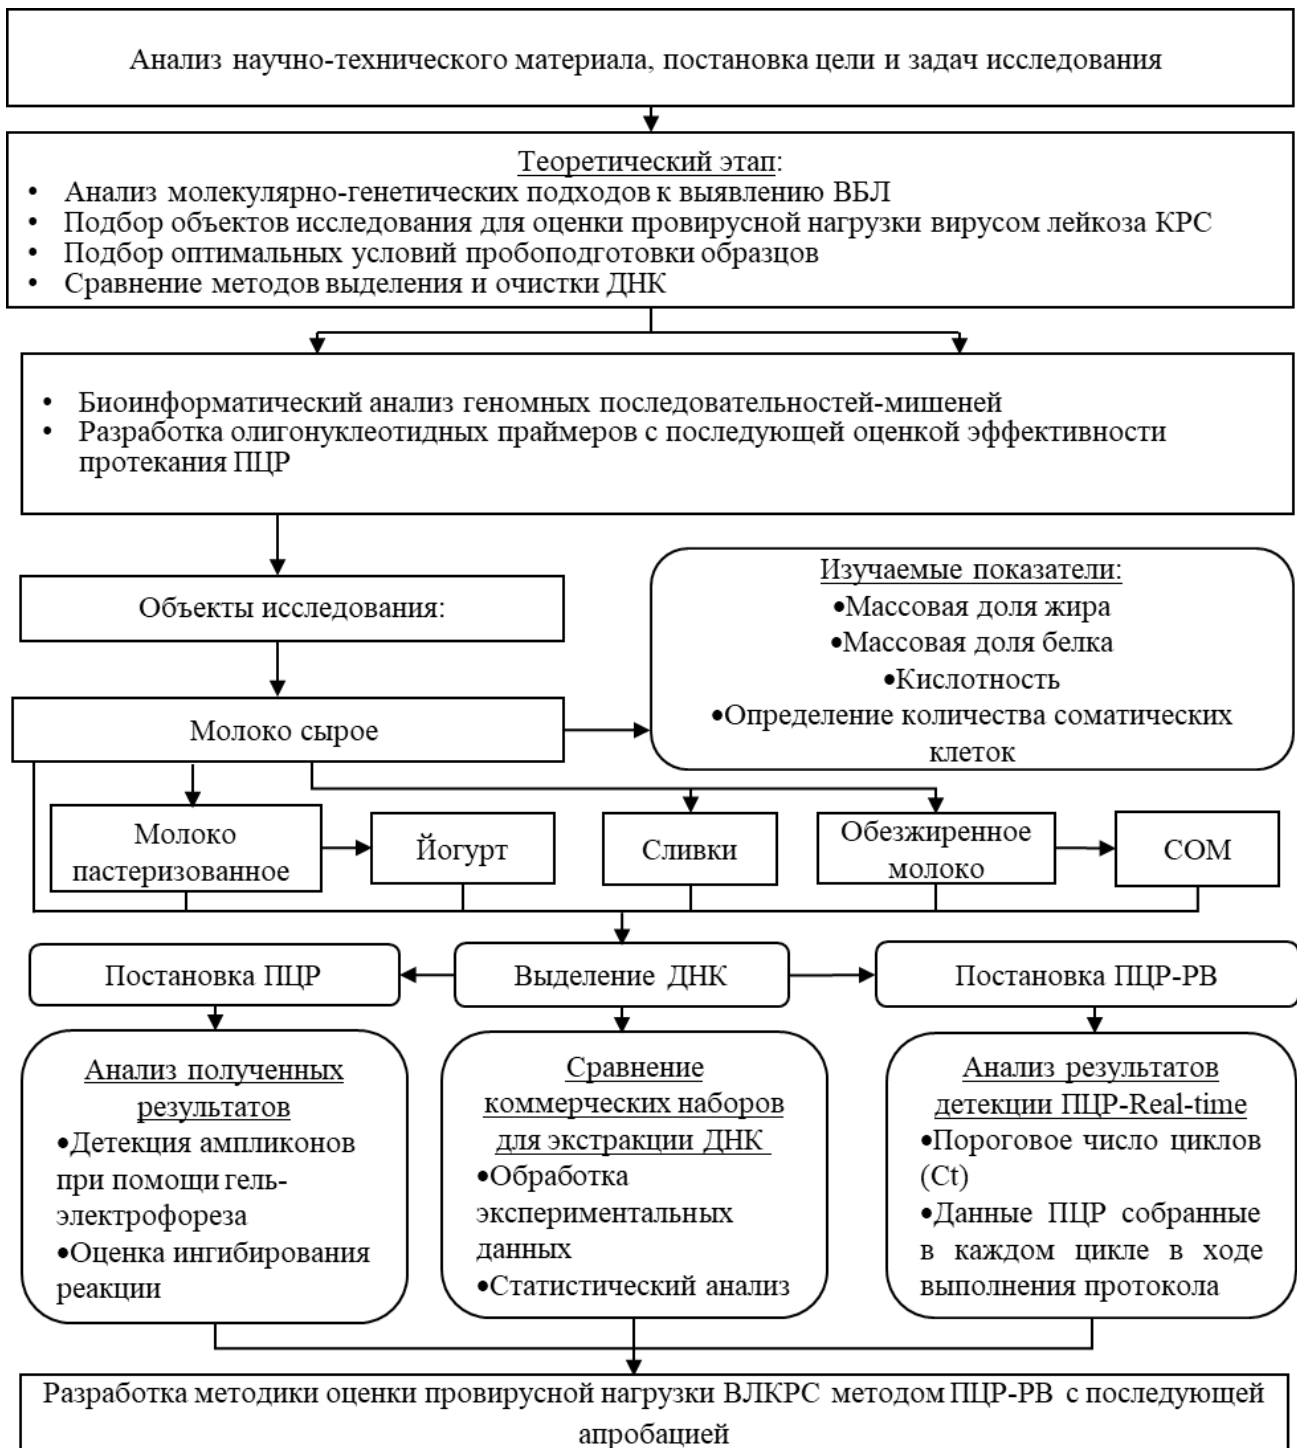 Анализ научно-технического материала, постановка цели и задач исследования
Теоретический этап:
• Анализ молекулярно-генетических подходов к выявлению ВБЛ
• Подбор объектов исследования для оценки провирусной нагрузки вирусом лейкоза КРС
• Подбор оптимальных условий пробоподготовки образцов
• Сравнение методов выделения и очистки ДНК
• Биоинформатический анализ геномных последовательностей-мишеней
• Разработка олигонуклеотидных праймеров с последующей оценкой эффективности
протекания ПЦР
Объекты исследования:
Изучаемые показатели:
•Массовая доля жира
•Массовая доля белка
•Кислотность
•Определение количества соматических
клеток
Молоко сырое
Молоко
пастеризованное
Йогурт
Сливки
Обезжиренное
молоко
СОМ
Постановка ПЦР
Выделение ДНК
Постановка ПЦР-РВ
Анализ полученных
результатов
•Детекция ампликонов
при помощи гель-
электрофореза
•Оценка ингибирования
реакции
Сравнение
коммерческих наборов
для экстракции ДНК
•Обработка
экспериментальных
данных
•Статистический анализ
Анализ результатов
детекции ПЦР-Real-time
•Пороговое число циклов
(Ct)
•Данные ПЦР собранные
в каждом цикле в ходе
выполнения протокола
Разработка методики оценки провирусной нагрузки ВЛКРС методом ПЦР-РВ с последующей
апробацией